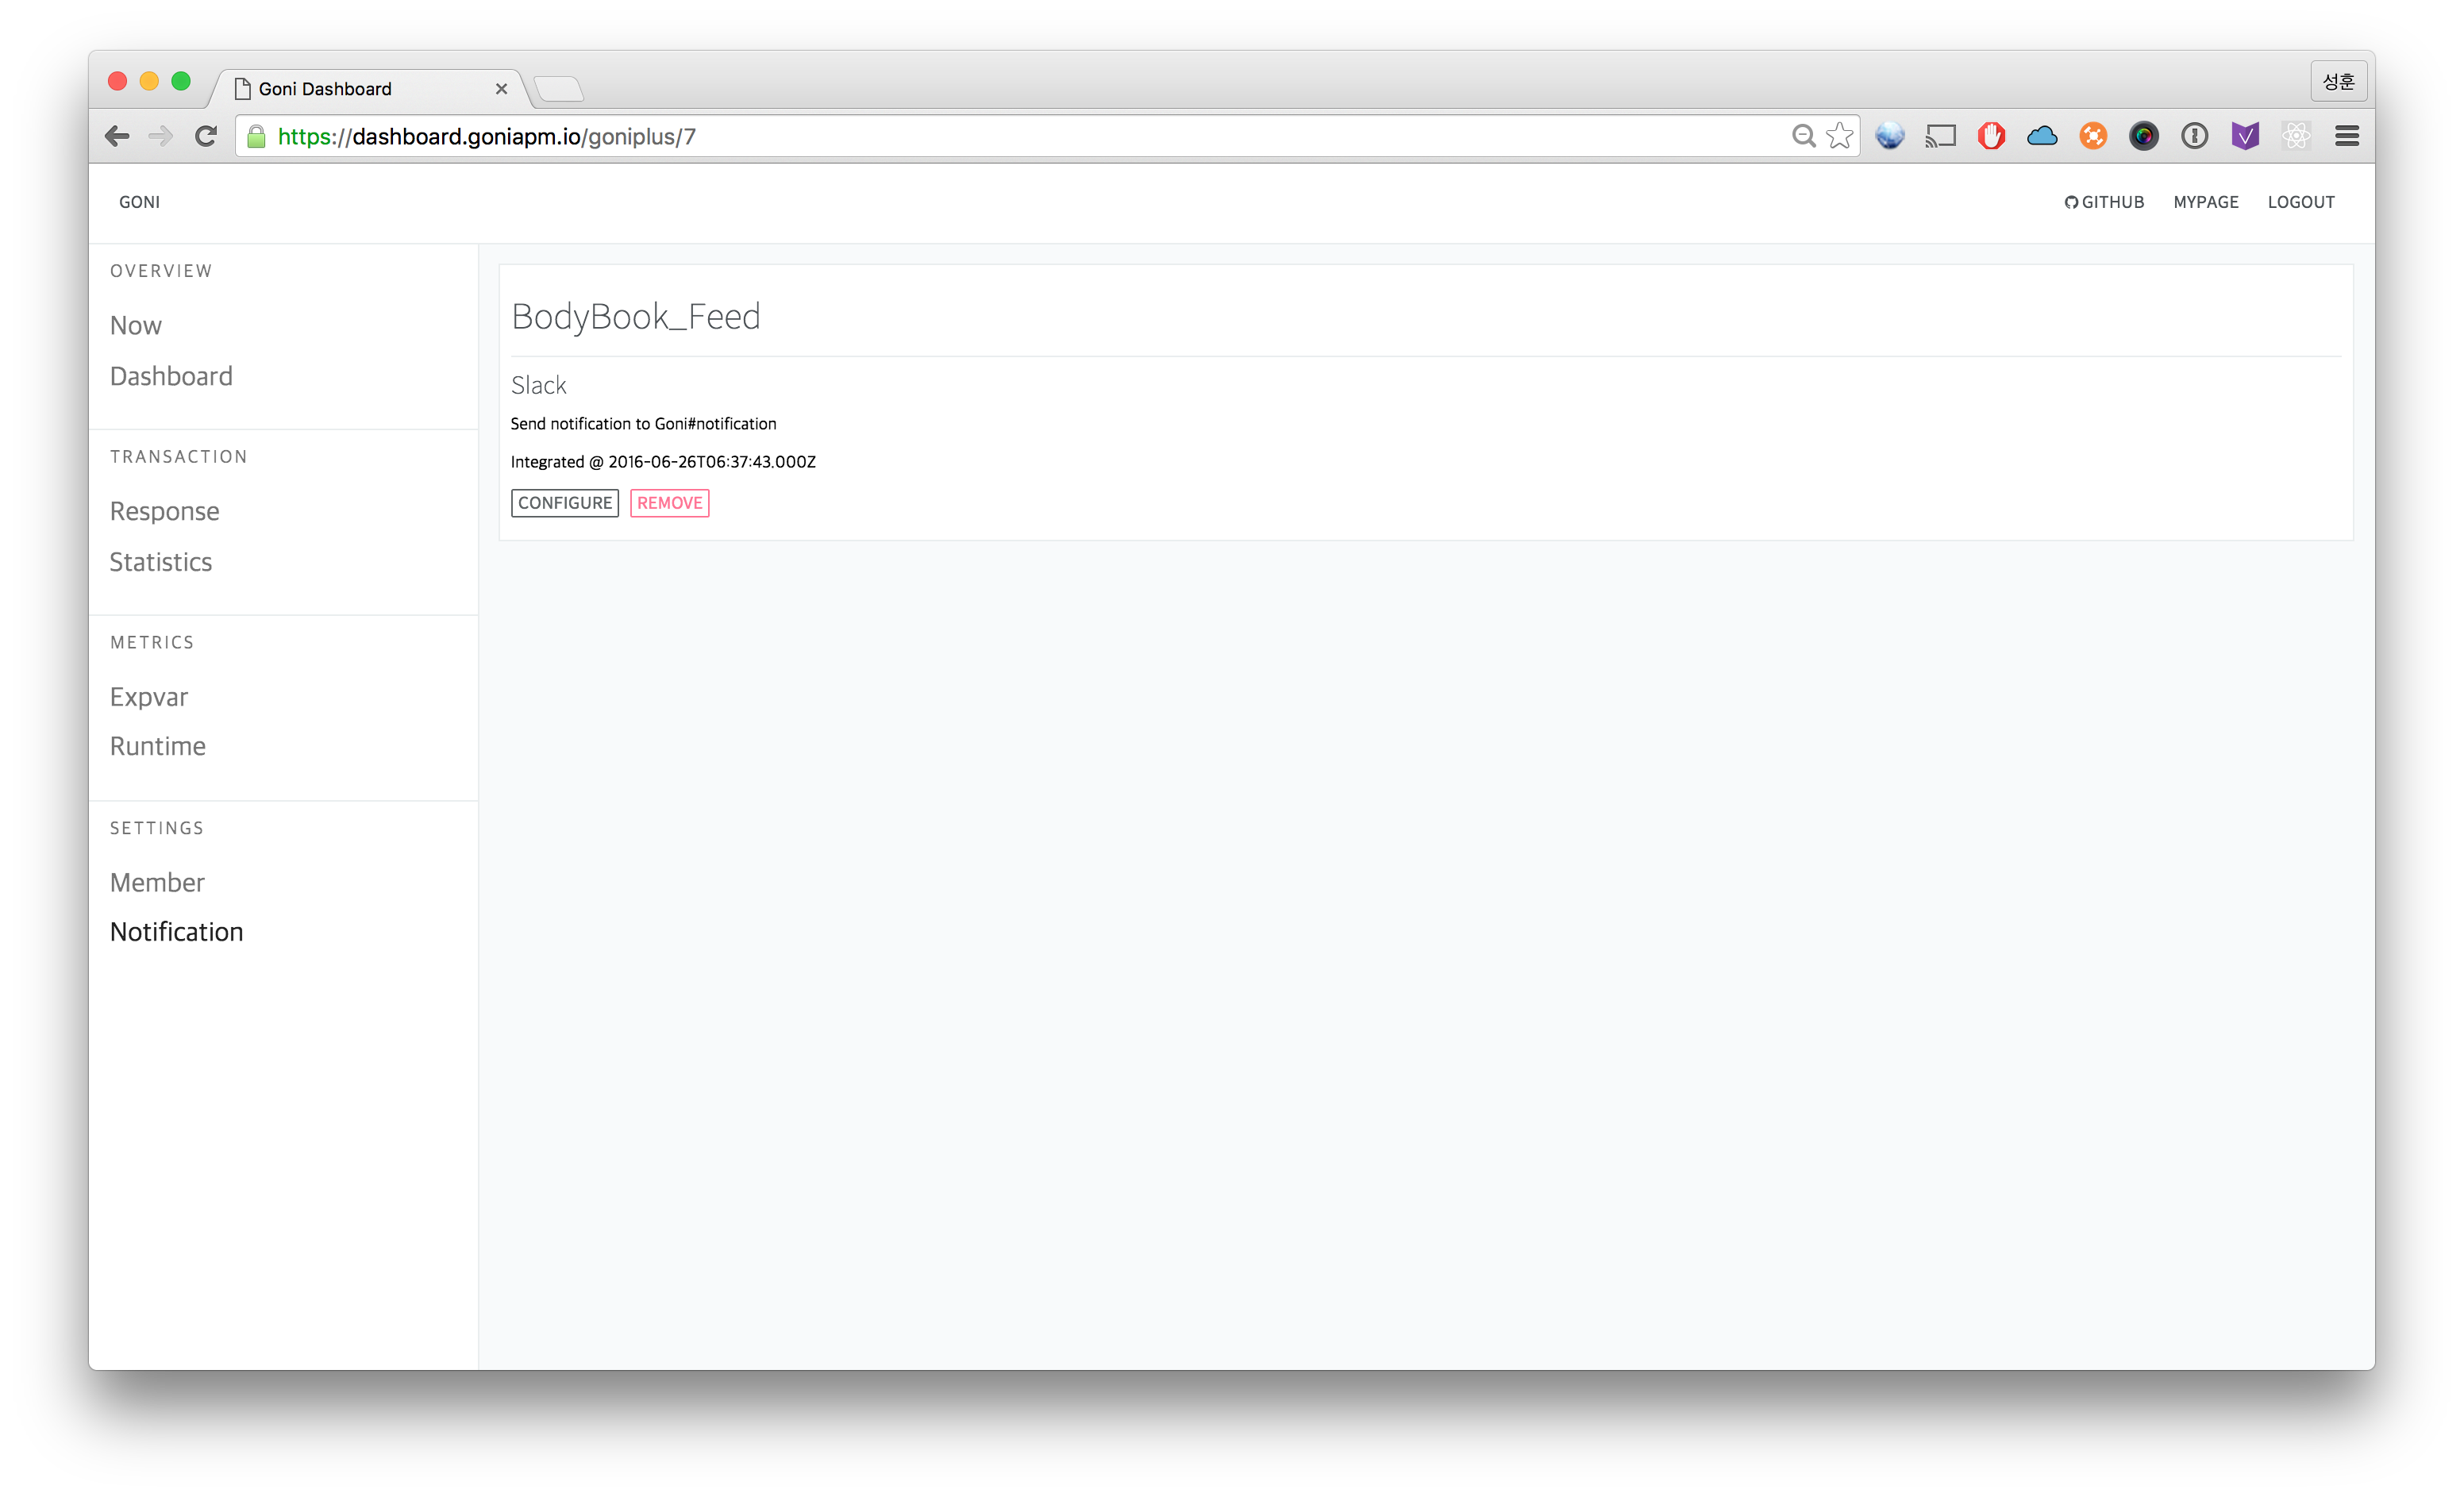 Goni Dashboard
성훈
https://dashboard.goniapm.io/goniplus/7
GONI
GITHUB MYPAGE LOGOUT
OVERVIEW
Now
Dashboard
TRANSACTION
Response
Statistics
METRICS
Expvar
Runtime
SETTINGS
Member
Notification
BodyBook_Feed
Slack
Send notification to Goni#notification
Integrated @ 2016-06-26T06:37:43.000Z
CONFIGURE REMOVE